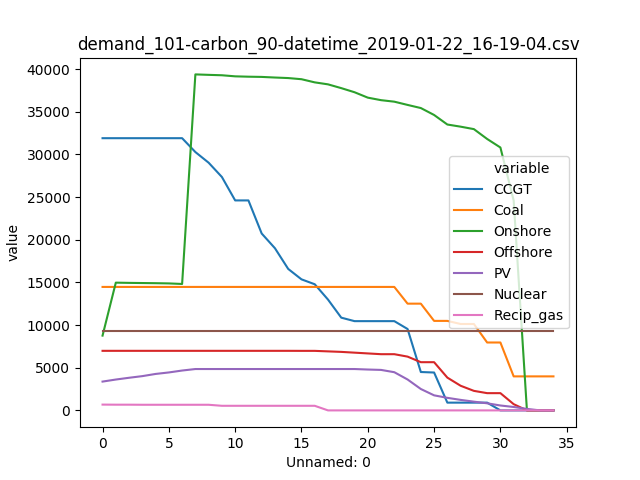 demand_101-carbon_90-datetime_2019-01-22_16-19-04.csv
40000
35000
30000
25000
20000
15000
10000
5000
0
value
variable
CCGT
Coal
Onshore
Offshore
PV
Nuclear
Recip_gas
0 5 10 15 20 25 30 35
Unnamed: 0